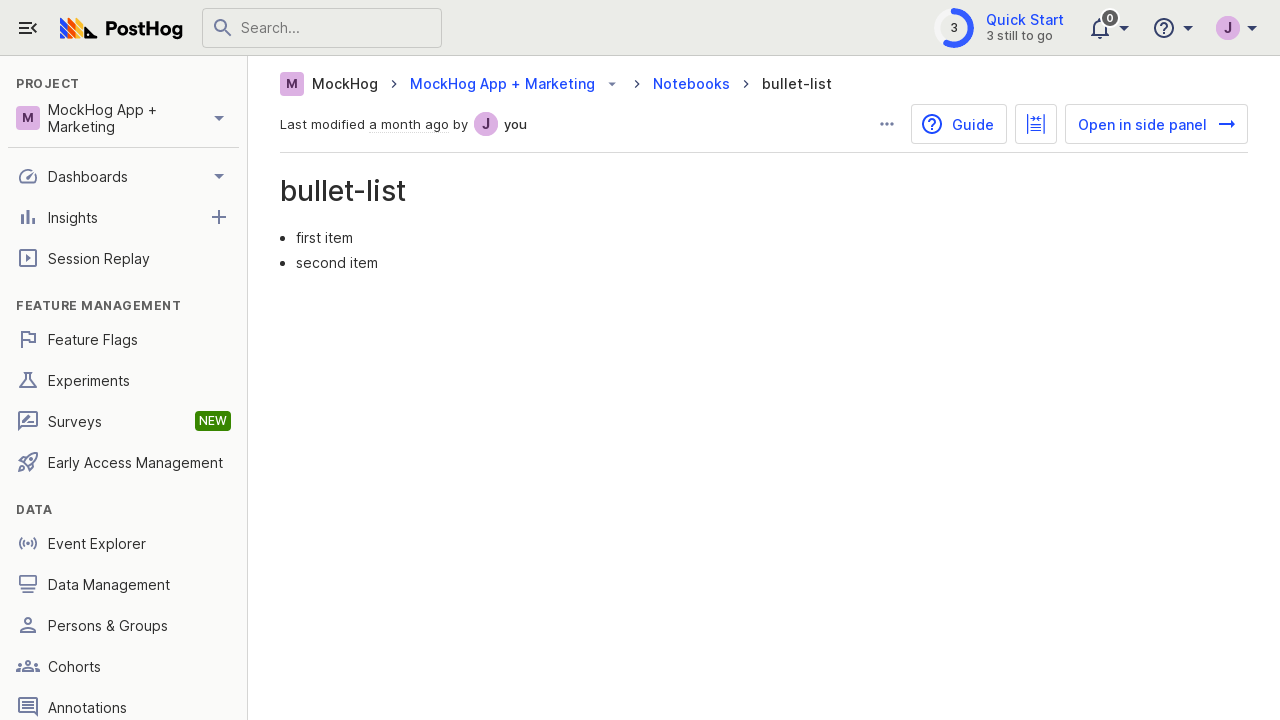 PostHog
Search...
3
Quick Start
3 still to go
0
J
PROJECT
M
MockHog App +
Marketing
Dashboards
Insights
Session Replay
FEATURE MANAGEMENT
Feature Flags
Experiments
Surveys
NEW
Early Access Management
DATA
Event Explorer
Data Management
Persons & Groups
Cohorts
Annotations
M MockHog
MockHog App + Marketing
Notebooks
bullet-list
Last modified a month ago by J you
Guide
Open in side panel
bullet-list
• first item
• second item